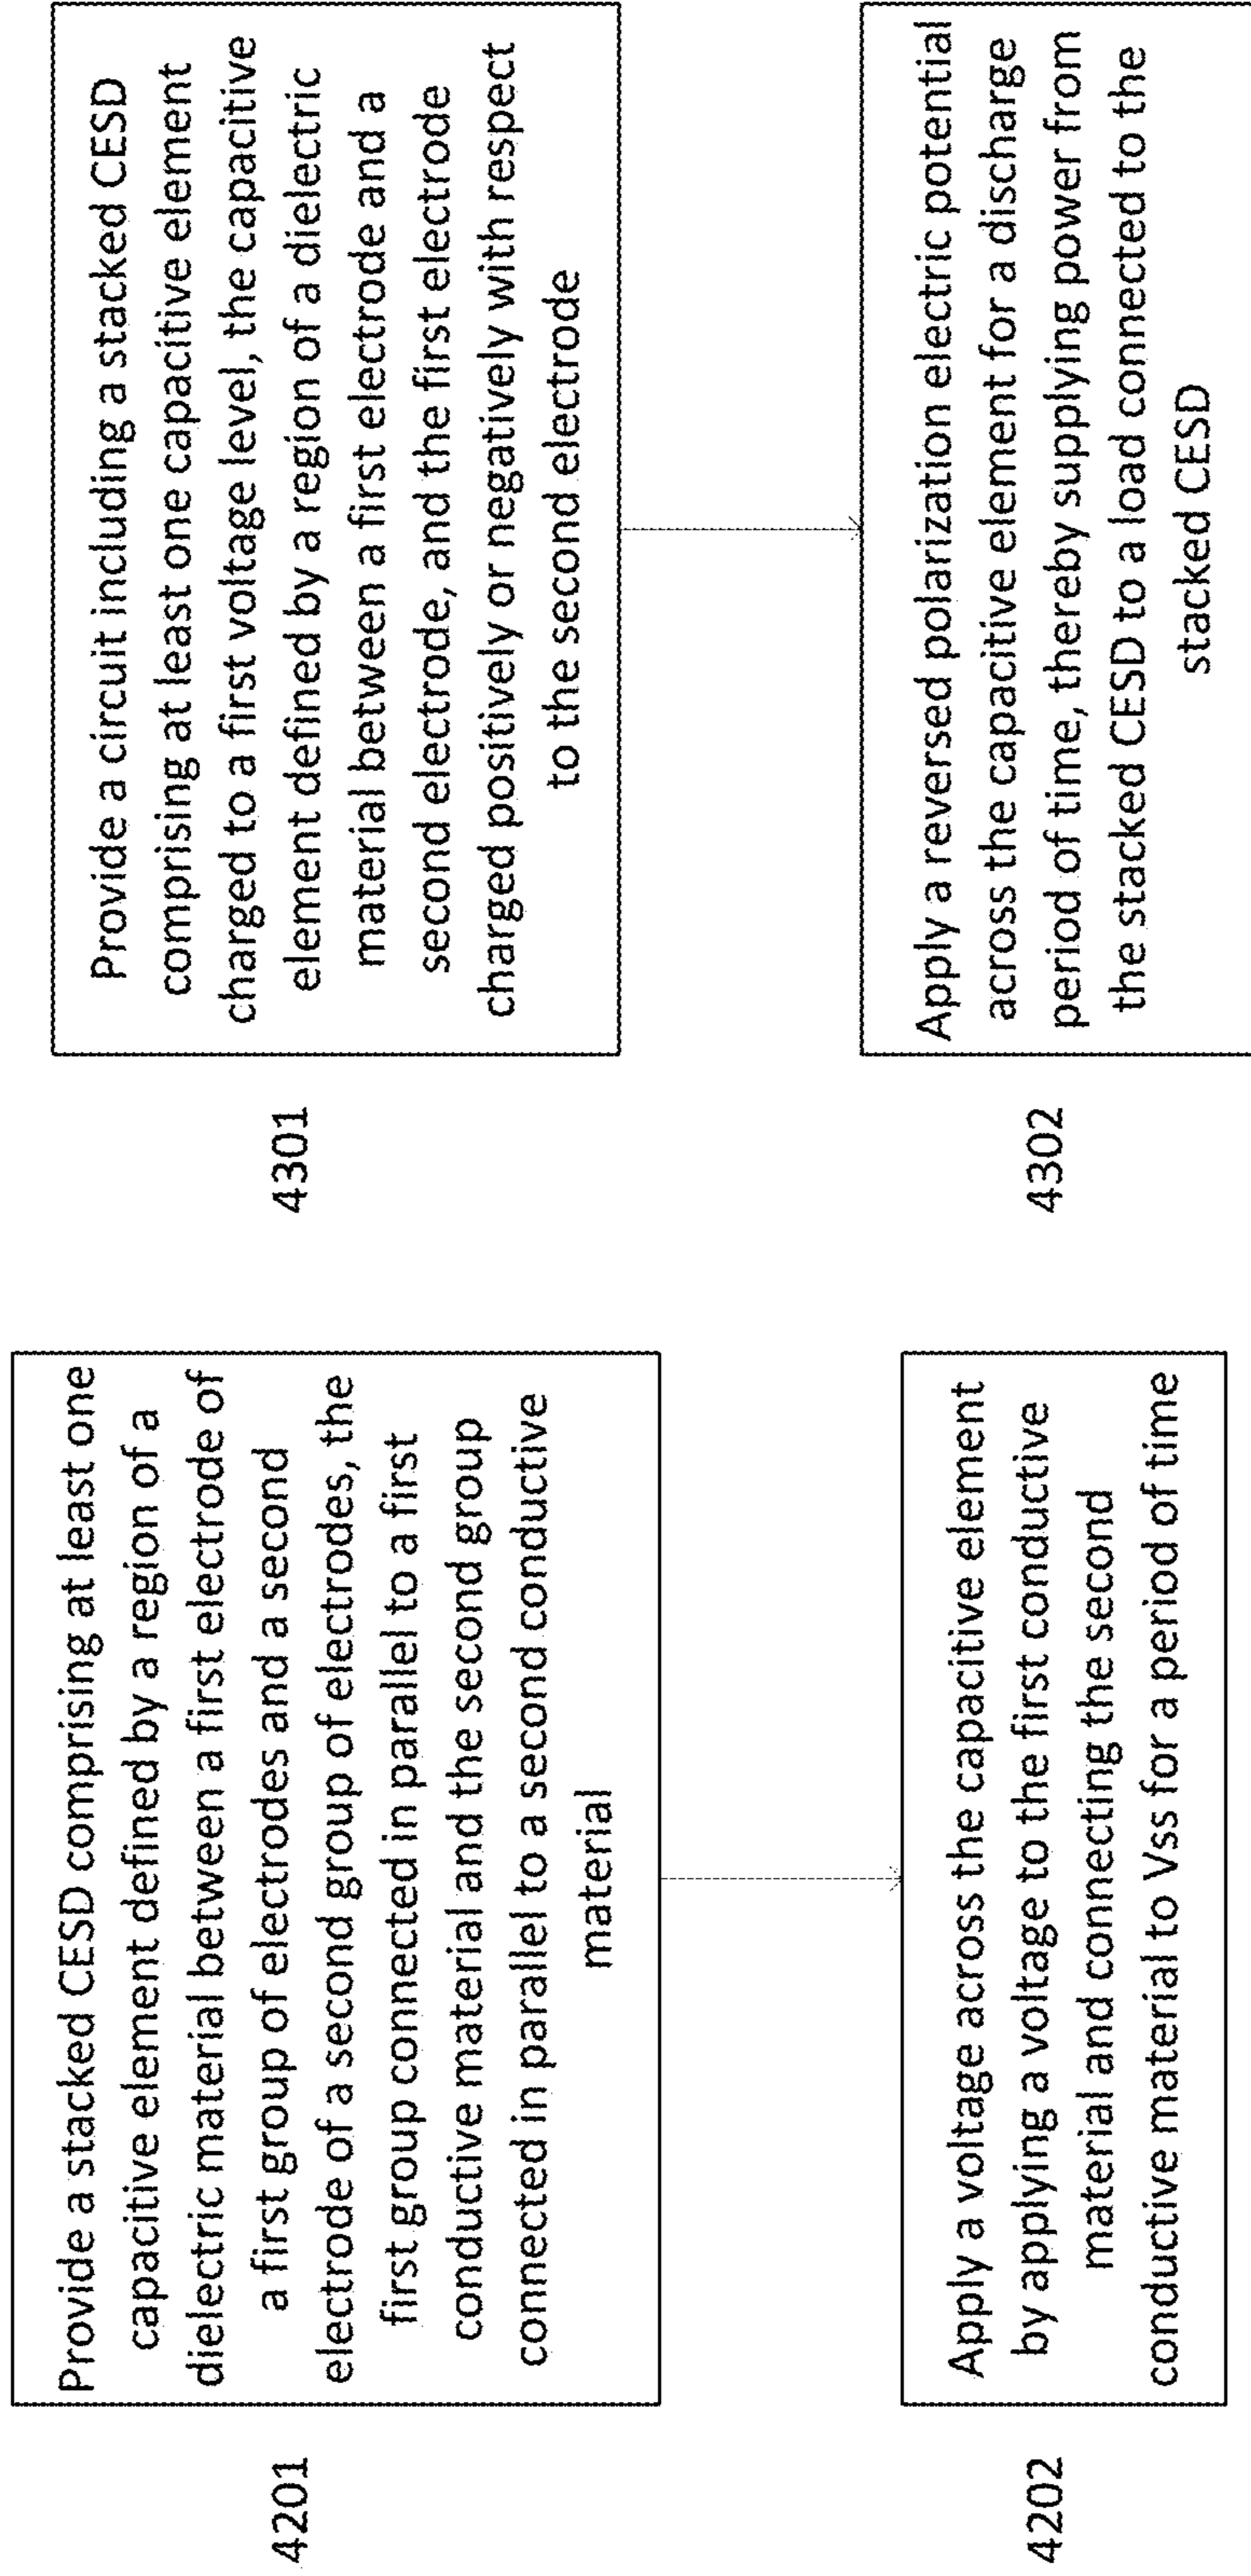 4201
Provide a stacked CESD comprising at least one
capacitive element defined by a region of a
dielectric material between a first electrode of
a first group of electrodes and a second
electrode of a second group of electrodes, the
first group connected in parallel to a first
conductive material and the second group
connected in parallel to a second conductive
material
4202
Apply a voltage across the capacitive element
by applying a voltage to the first conductive
material and connecting the second
conductive material to Vss for a period of time
4301
Provide a circuit including a stacked CESD
comprising at least one capacitive element
charged to a first voltage level, the capacitive
element defined by a region of a dielectric
material between a first electrode and a
second electrode, and the first electrode
charged positively or negatively with respect
to the second electrode
4302
Apply a reversed polarization electric potential
across the capacitive element for a discharge
period of time, thereby supplying power from
the stacked CESD to a load connected to the
stacked CESD